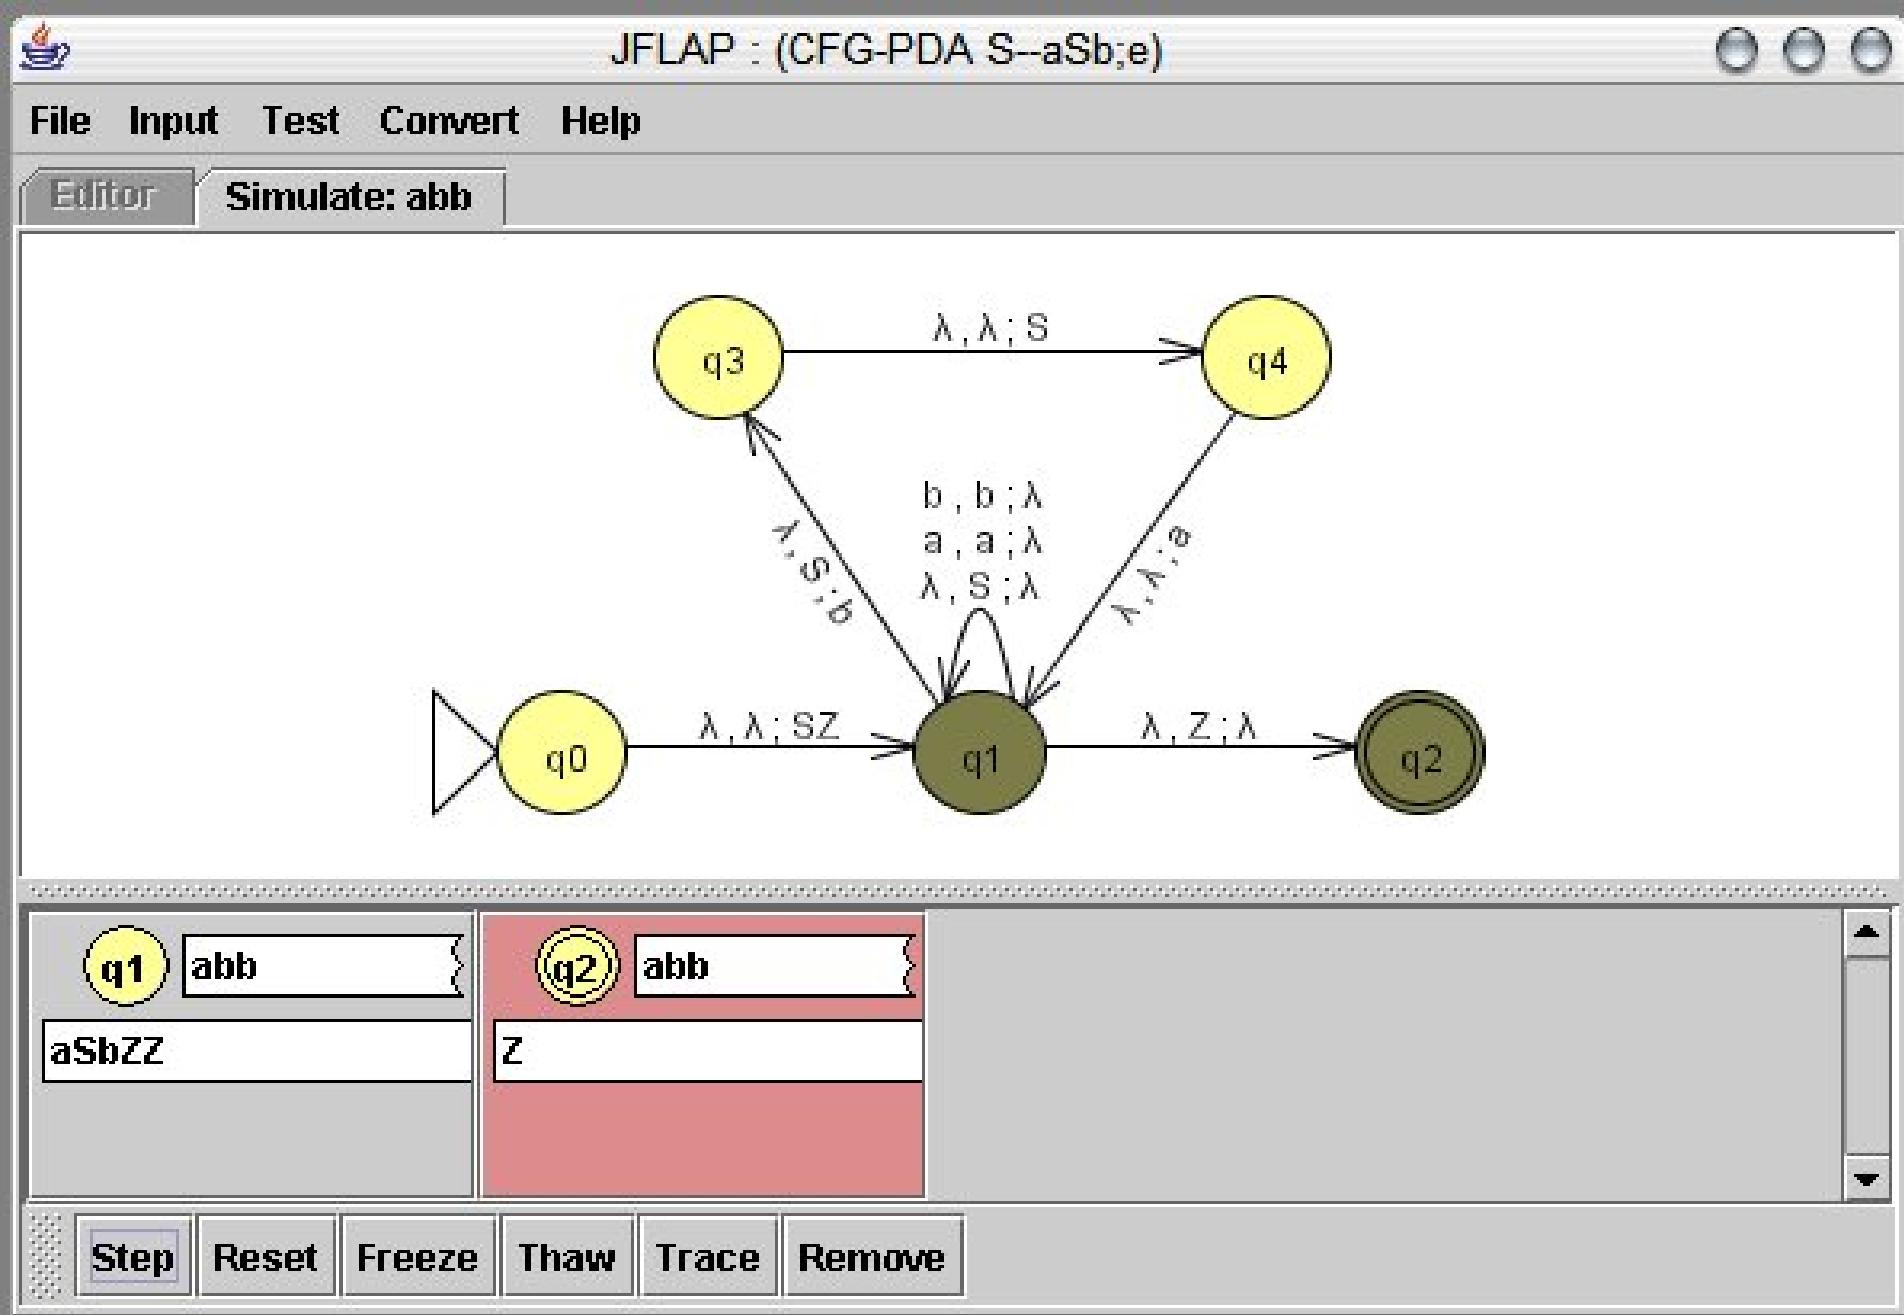 JFLAP : (CFG-PDA S--aSb;e)
File Input Test Convert Help
Editor Simulate: abb
λ , λ ; S
q3 q4
b , b ; λ
a , a ; λ
λ , S ; λ
λ , S ; b
λ , λ ; a
λ , λ ; SZ
λ , Z ; λ
q0 q1 q2
q1 abb
aSbZZ
q2 abb
Z
Step Reset Freeze Thaw Trace Remove